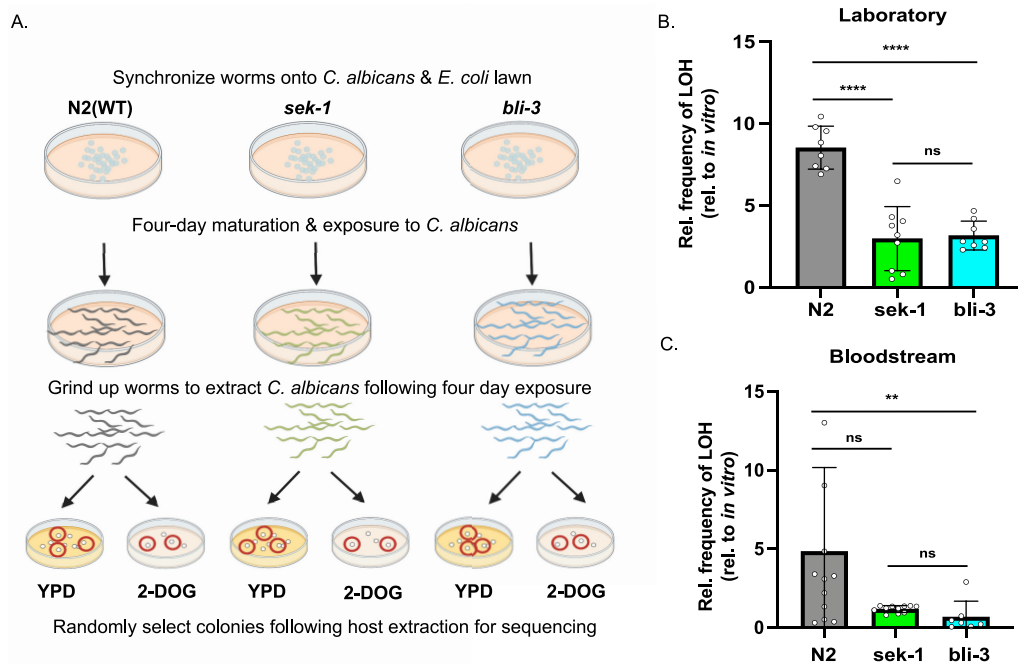 A.
Synchronize worms onto C. albicans & E. coli lawn
N2(WT) sek-1 bli-3
Four-day maturation & exposure to C. albicans
Grind up worms to extract C. albicans following four day exposure
YPD 2-DOG YPD 2-DOG YPD 2-DOG
Randomly select colonies following host extraction for sequencing
B.
Laboratory
Rel. frequency of LOH
(rel. to in vitro)
15
10
5
0
****
****
ns
N2 sek-1 bli-3
C.
Bloodstream
Rel. frequency of LOH
(rel. to in vitro)
15
10
5
0
**
ns
ns
N2 sek-1 bli-3